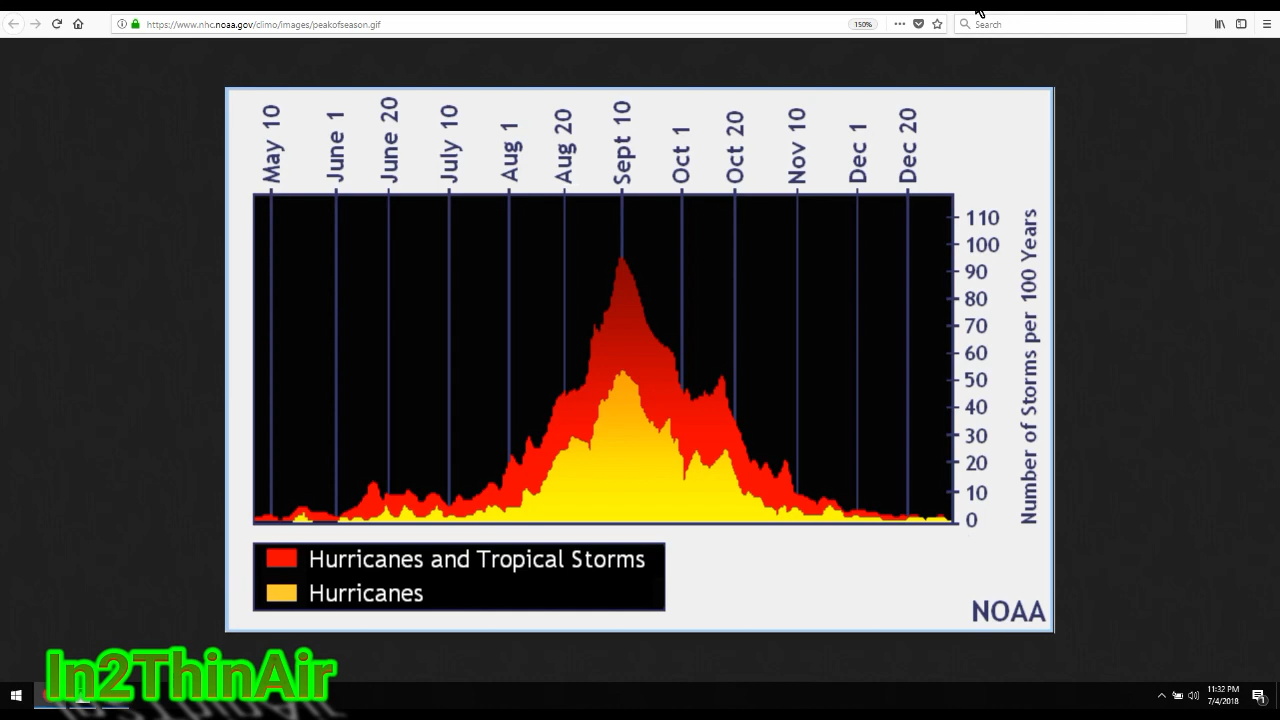 https://www.nhc.noaa.gov/climo/images/peakofseason.gif
150%
Search
May 10
June 1
June 20
July 10
Aug 1
Aug 20
Sept 10
Oct 1
Oct 20
Nov 10
Dec 1
Dec 20
110
100
90
80
70
60
50
40
30
20
10
0
Number of Storms per 100 Years
Hurricanes and Tropical Storms
Hurricanes
NOAA
In2ThinAir
11:32 PM
7/4/2018
1